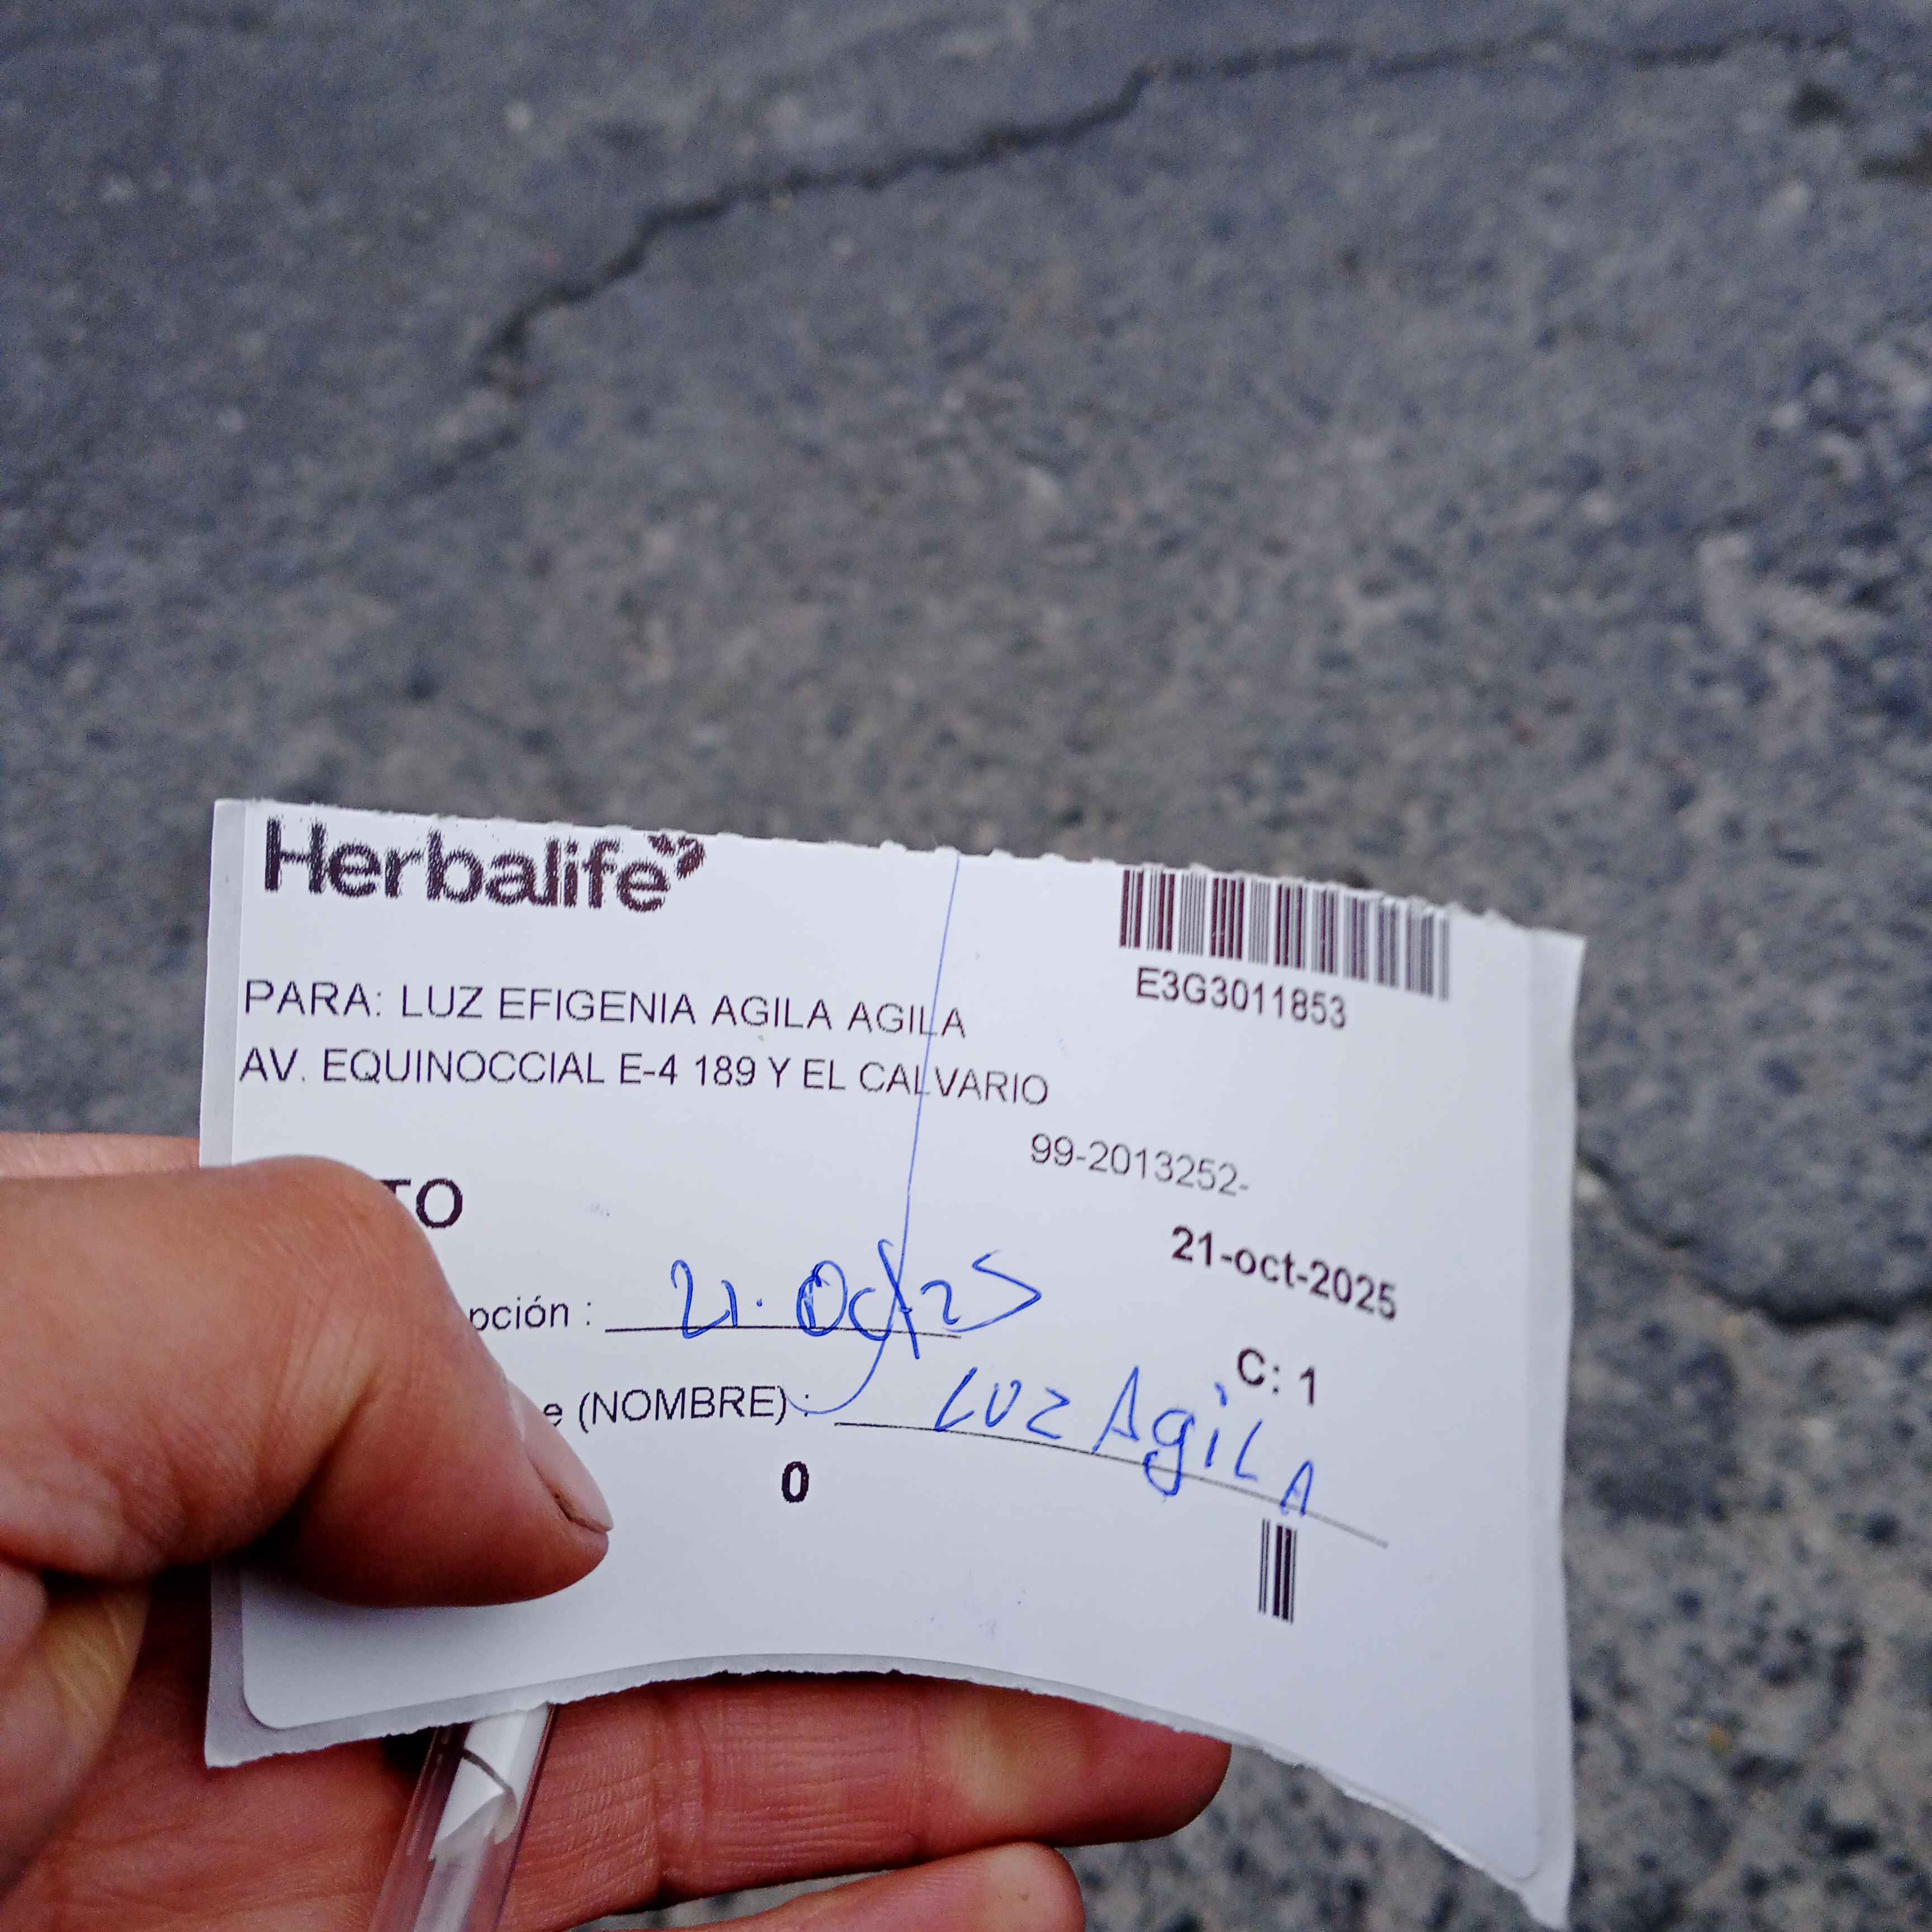 Herbalife
E3G3011853
PARA: LUZ EFIGENIA AGILA AGILA
AV. EQUINOCCIAL E-4 189 Y EL CALVARIO
99-2013252-
TO
21-oct-2025
pción : 21. Oct 25
C: 1
e (NOMBRE) : LUZ AgiLA
0